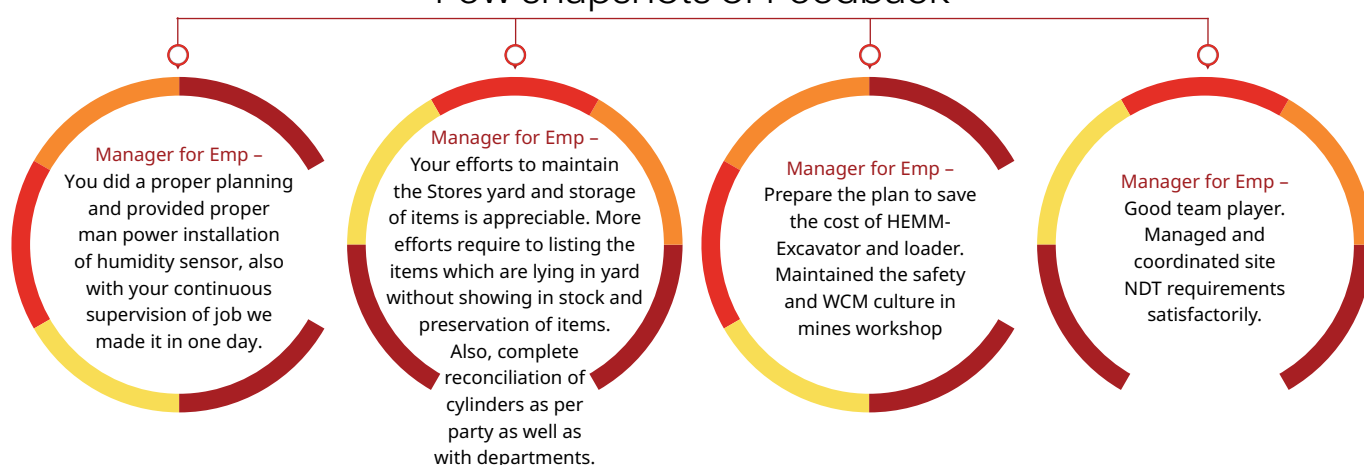 Few snapshots of Feedback
Manager for Emp –
You did a proper planning
and provided proper
man power installation
of humidity sensor, also
with your continuous
supervision of job we
made it in one day.
Manager for Emp –
Your efforts to maintain
the Stores yard and storage
of items is appreciable. More
efforts require to listing the
items which are lying in yard
without showing in stock and
preservation of items.
Also, complete
reconciliation of
cylinders as per
party as well as
with departments.
Manager for Emp –
Prepare the plan to save
the cost of HEMM-
Excavator and loader.
Maintained the safety
and WCM culture in
mines workshop
Manager for Emp –
Good team player.
Managed and
coordinated site
NDT requirements
satisfactorily.